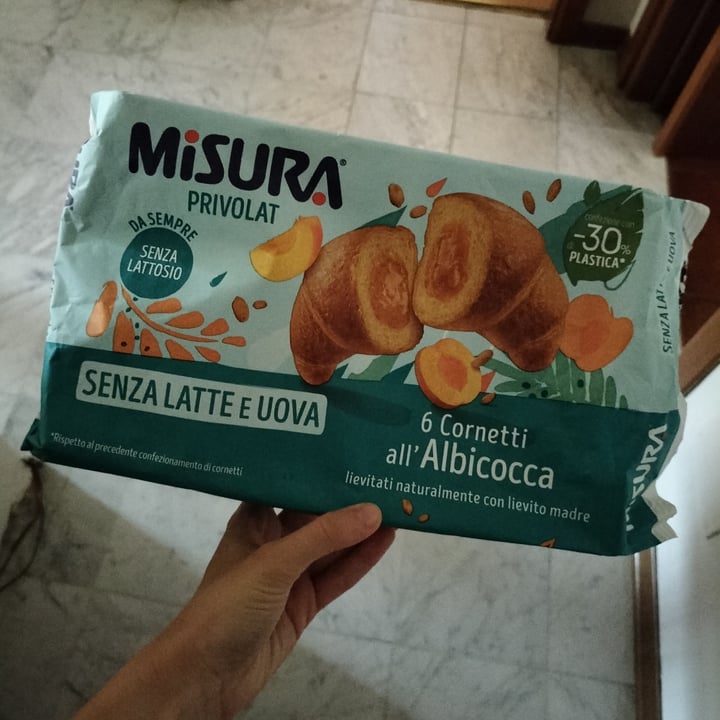 MiSURA®
PRIVOLAT
DA SEMPRE
SENZA
LATTOSIO
confezione con
-30%
di PLASTICA*
SENZA LATTE E UOVA
6 Cornetti
all'Albicocca
lievitati naturalmente con lievito madre
*Rispetto al precedente confezionamento di cornetti
SENZA LATTE E UOVA
MiSURA